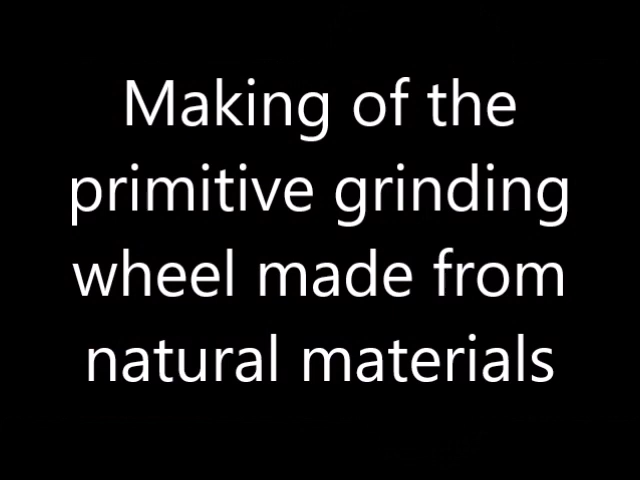 Making of the
primitive grinding
wheel made from
natural materials